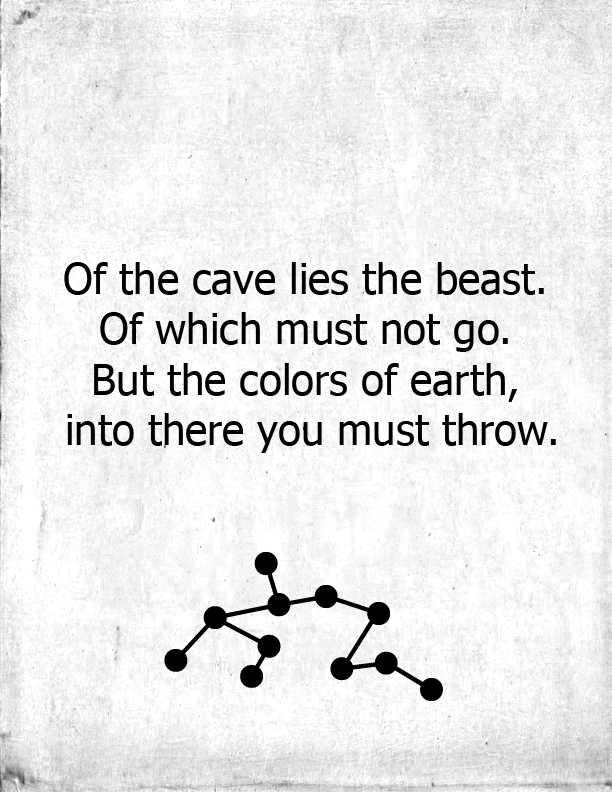 Of the cave lies the beast.
Of which must not go.
But the colors of earth,
into there you must throw.